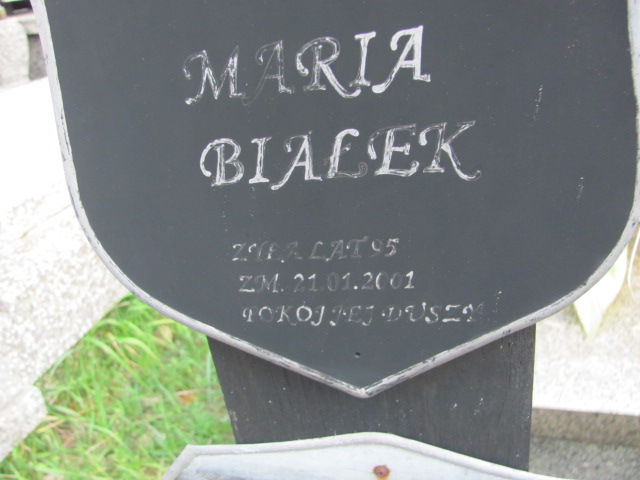 MARIA
BIAŁEK
ŻYŁA LAT 95
ZM. 21.01.2001
POKÓJ JEJ DUSZY